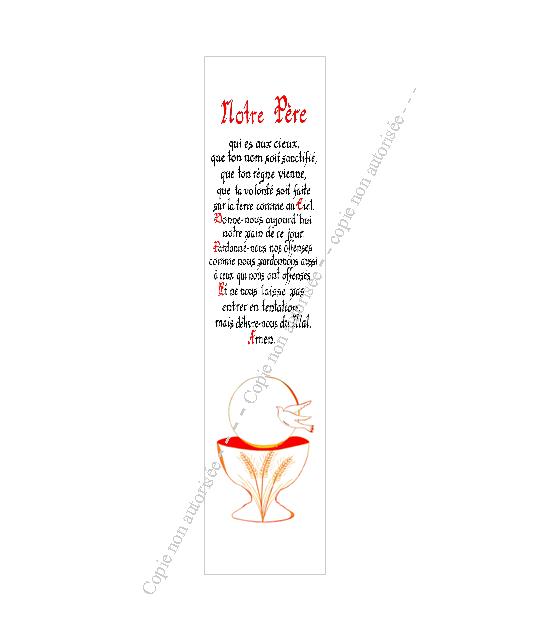 Notre Père
qui es aux cieux,
que ton nom soit sanctifié,
que ton règne vienne,
que ta volonté soit faite
sur la terre comme au Ciel.
Donne-nous aujourd'hui
notre pain de ce jour
Pardonne-nous nos offenses
comme nous pardonnons aussi
à ceux qui nous ont offensés
Et ne nous laisse pas
entrer en tentation,
mais délivre-nous du Mal.
Amen.
Copie non autorisée - - Copie non autorisée - - copie non autorisée - - -